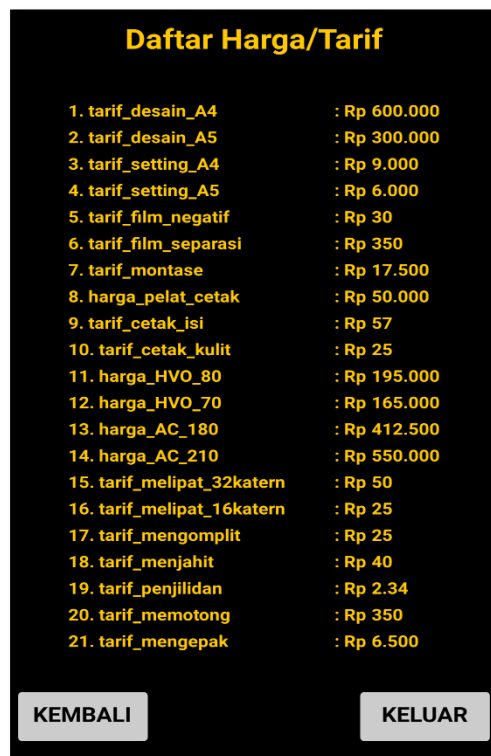 Daftar Harga/Tarif
1. tarif_desain_A4 : Rp 600.000
2. tarif_desain_A5 : Rp 300.000
3. tarif_setting_A4 : Rp 9.000
4. tarif_setting_A5 : Rp 6.000
5. tarif_film_negatif : Rp 30
6. tarif_film_separasi : Rp 350
7. tarif_montase : Rp 17.500
8. harga_pelat_cetak : Rp 50.000
9. tarif_cetak_isi : Rp 57
10. tarif_cetak_kulit : Rp 25
11. harga_HVO_80 : Rp 195.000
12. harga_HVO_70 : Rp 165.000
13. harga_AC_180 : Rp 412.500
14. harga_AC_210 : Rp 550.000
15. tarif_melipat_32katern : Rp 50
16. tarif_melipat_16katern : Rp 25
17. tarif_mengomplit : Rp 25
18. tarif_menjahit : Rp 40
19. tarif_penjilidan : Rp 2.34
20. tarif_memotong : Rp 350
21. tarif_mengepak : Rp 6.500
KEMBALI KELUAR